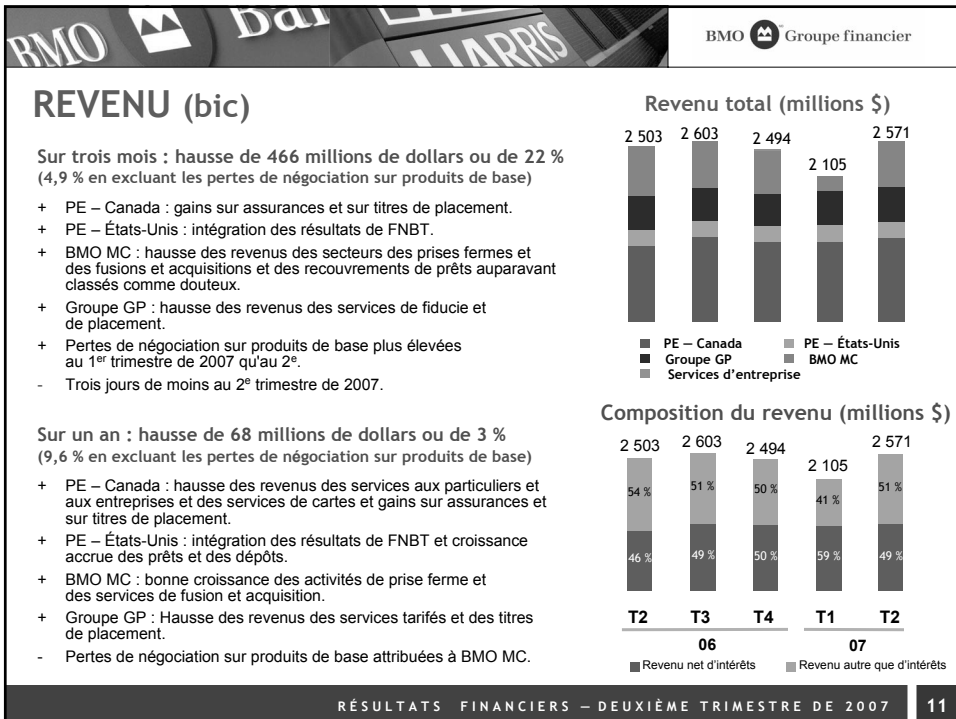 BMO
HARRIS
BMO Groupe financier
REVENU (bic)
Sur trois mois : hausse de 466 millions de dollars ou de 22 %
(4,9 % en excluant les pertes de négociation sur produits de base)
+ PE – Canada : gains sur assurances et sur titres de placement.
+ PE – États-Unis : intégration des résultats de FNBT.
+ BMO MC : hausse des revenus des secteurs des prises fermes et
des fusions et acquisitions et des recouvrements de prêts auparavant
classés comme douteux.
+ Groupe GP : hausse des revenus des services de fiducie et
de placement.
+ Pertes de négociation sur produits de base plus élevées
au 1er trimestre de 2007 qu'au 2e.
- Trois jours de moins au 2e trimestre de 2007.
Sur un an : hausse de 68 millions de dollars ou de 3 %
(9,6 % en excluant les pertes de négociation sur produits de base)
+ PE – Canada : hausse des revenus des services aux particuliers et
aux entreprises et des services de cartes et gains sur assurances et
sur titres de placement.
+ PE – États-Unis : intégration des résultats de FNBT et croissance
accrue des prêts et des dépôts.
+ BMO MC : bonne croissance des activités de prise ferme et
des services de fusion et acquisition.
+ Groupe GP : Hausse des revenus des services tarifés et des titres
de placement.
- Pertes de négociation sur produits de base attribuées à BMO MC.
Revenu total (millions $)
2 503 2 603 2 494 2 105 2 571
PE – Canada PE – États-Unis
Groupe GP BMO MC
Services d'entreprise
Composition du revenu (millions $)
2 503 2 603 2 494 2 105 2 571
54 % 51 % 50 % 41 % 51 %
46 % 49 % 50 % 59 % 49 %
T2 T3 T4 T1 T2
06 07
Revenu net d'intérêts Revenu autre que d'intérêts
RÉSULTATS FINANCIERS – DEUXIÈME TRIMESTRE DE 2007 11